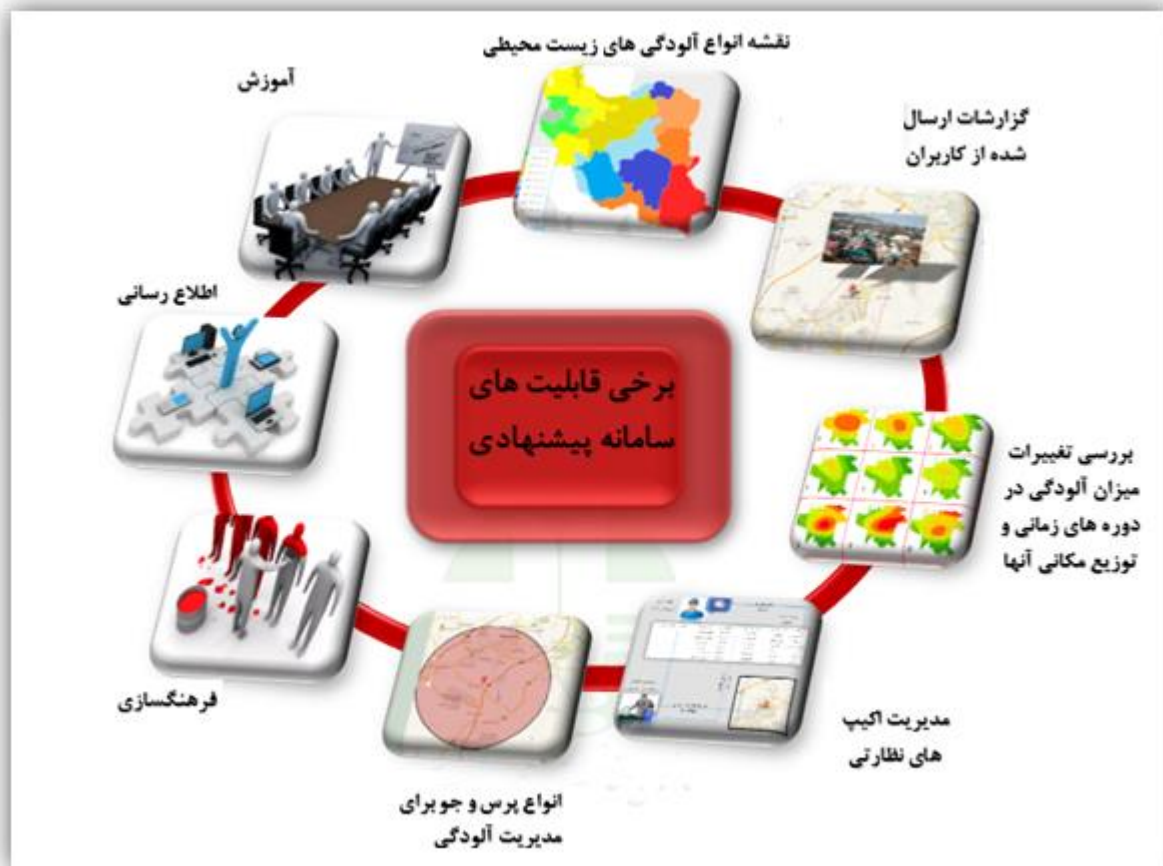 نقشه انواع آلودگی های زیست محیطی
آموزش
گزارشات ارسال
شده از کاربران
اطلاع رسانی
برخی قابلیت های
سامانه پیشنهادی
بررسی تغییرات
میزان آلودگی در
دوره های زمانی و
توزیع مکانی آنها
فرهنگسازی
مدیریت اکیپ
های نظارتی
انواع پرس و جو برای
مدیریت آلودگی